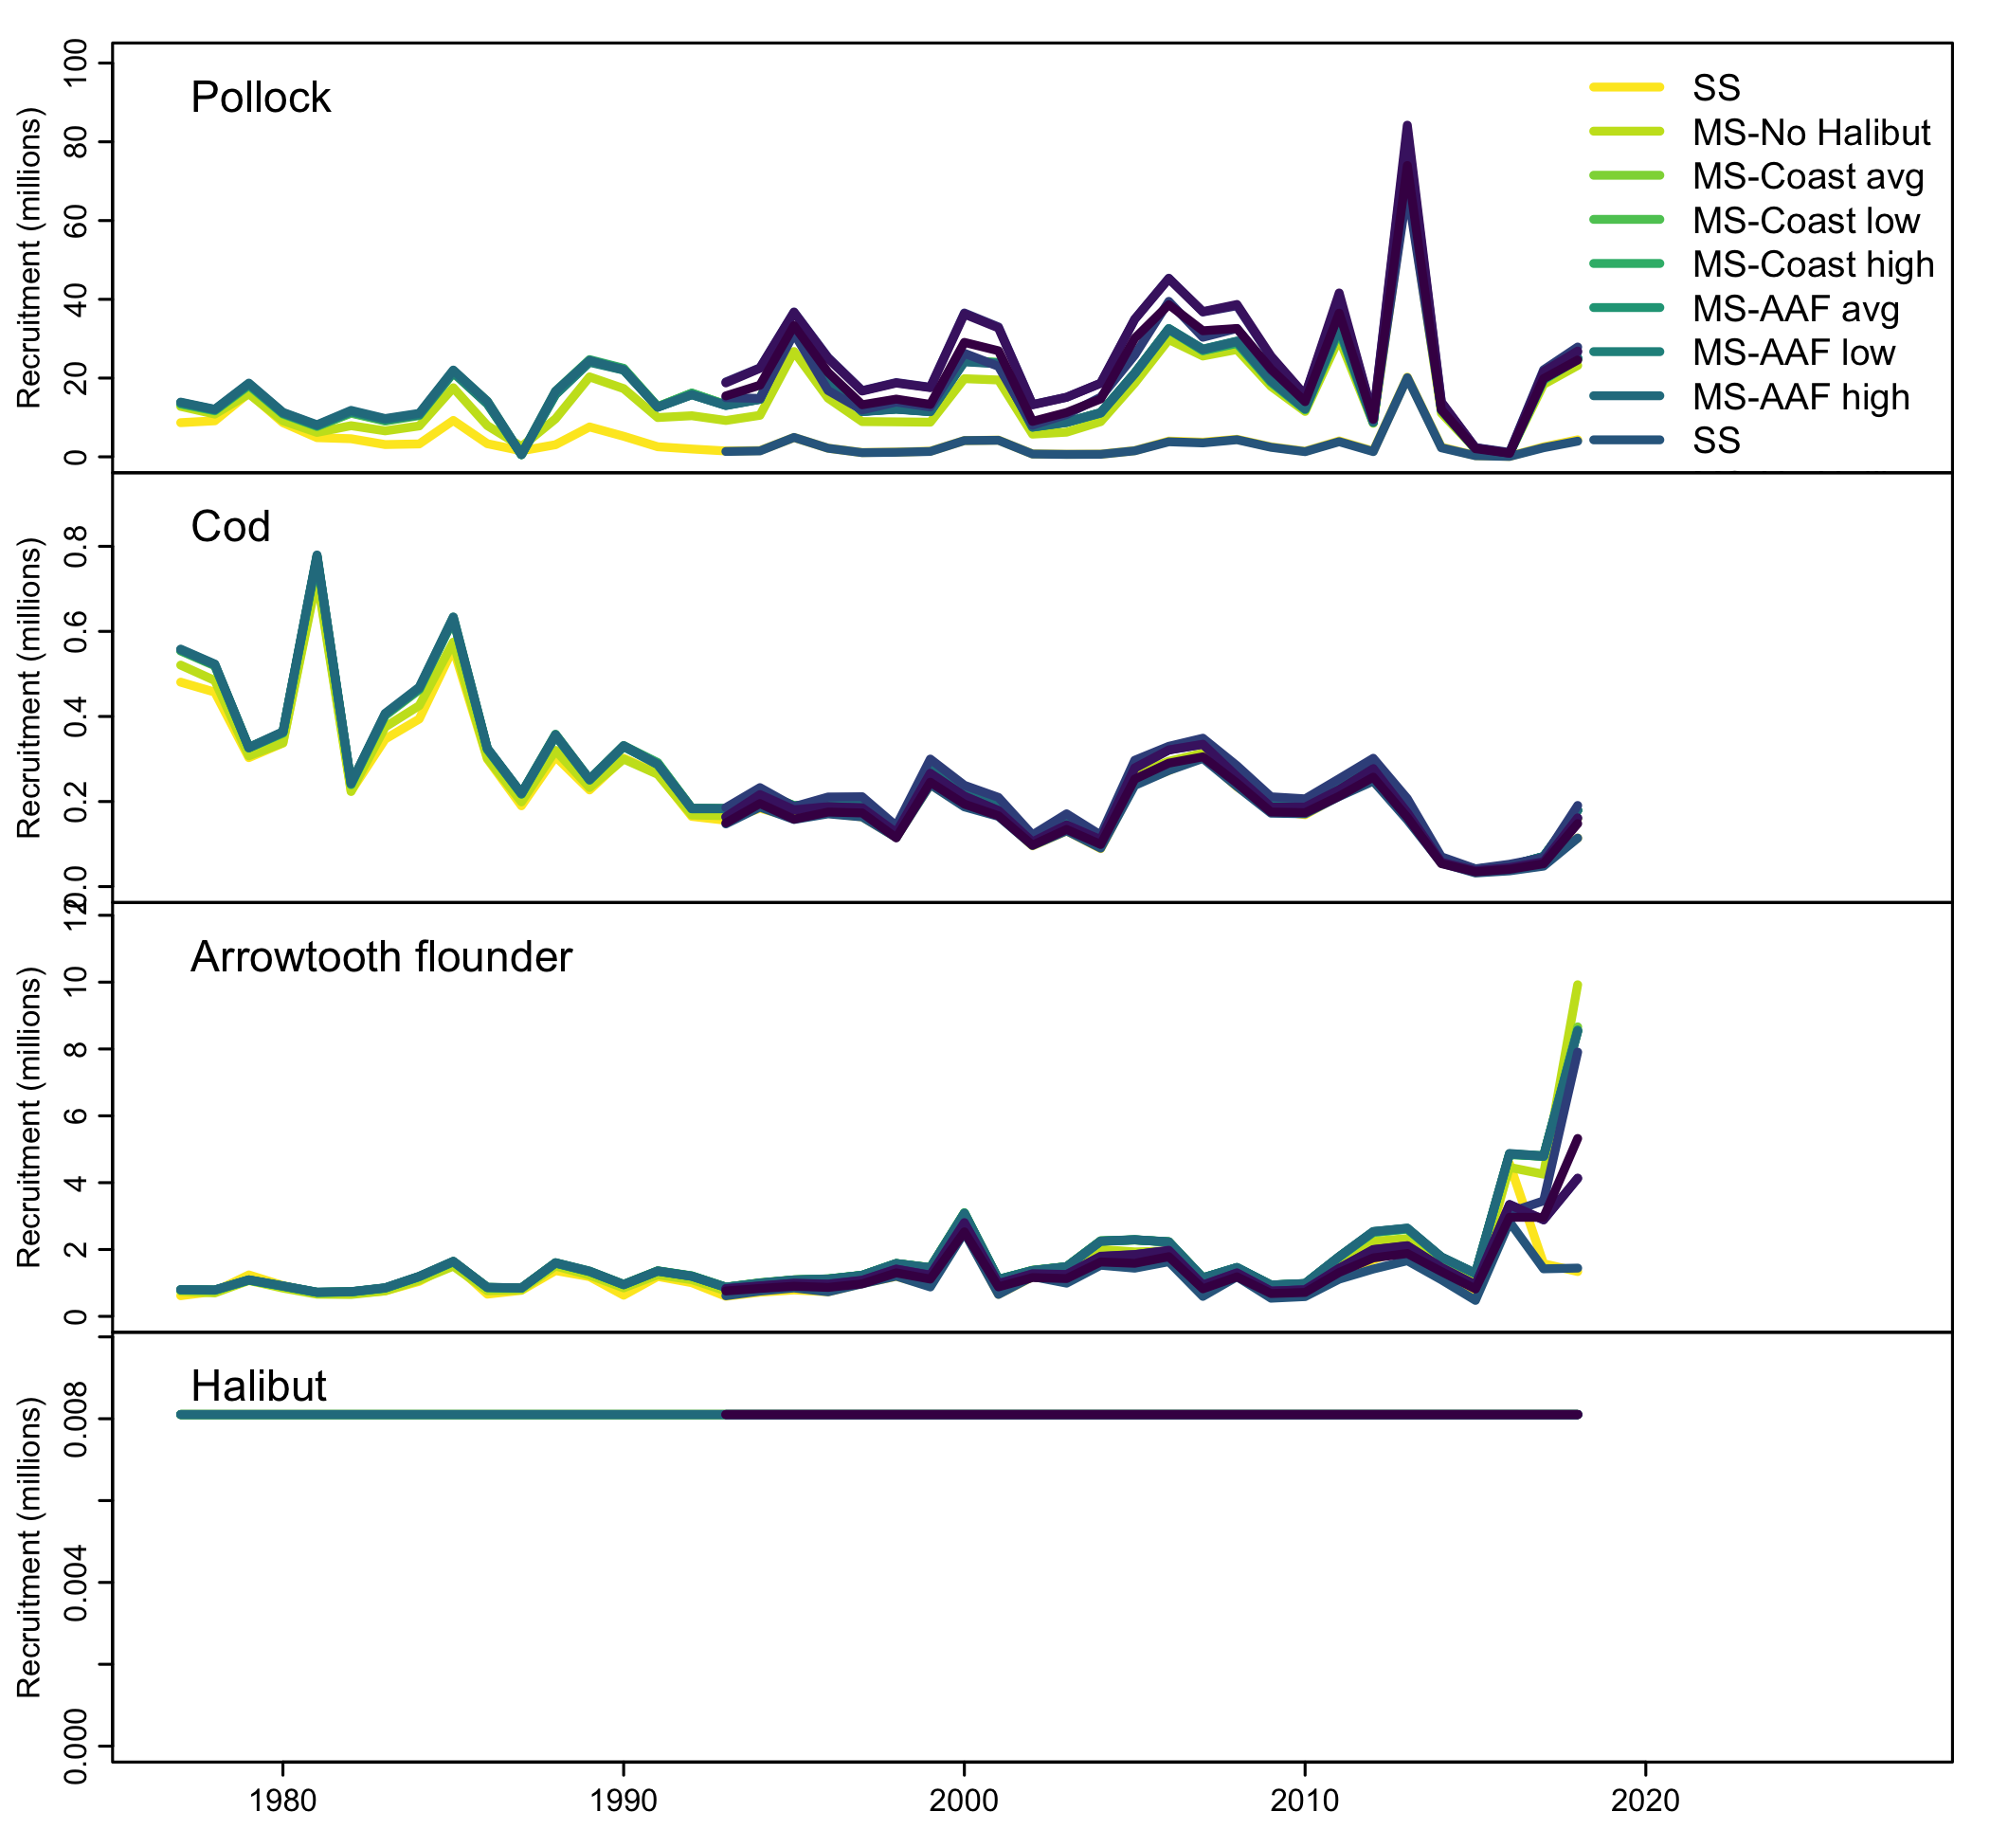 Pollock
Recruitment (millions)
100
80
60
40
20
0
SS
MS-No Halibut
MS-Coast avg
MS-Coast low
MS-Coast high
MS-AAF avg
MS-AAF low
MS-AAF high
SS
Cod
Recruitment (millions)
0.8
0.6
0.4
0.2
0.0
Arrowtooth flounder
Recruitment (millions)
12
10
8
6
4
2
0
Halibut
Recruitment (millions)
0.008
0.004
0.000
1980
1990
2000
2010
2020